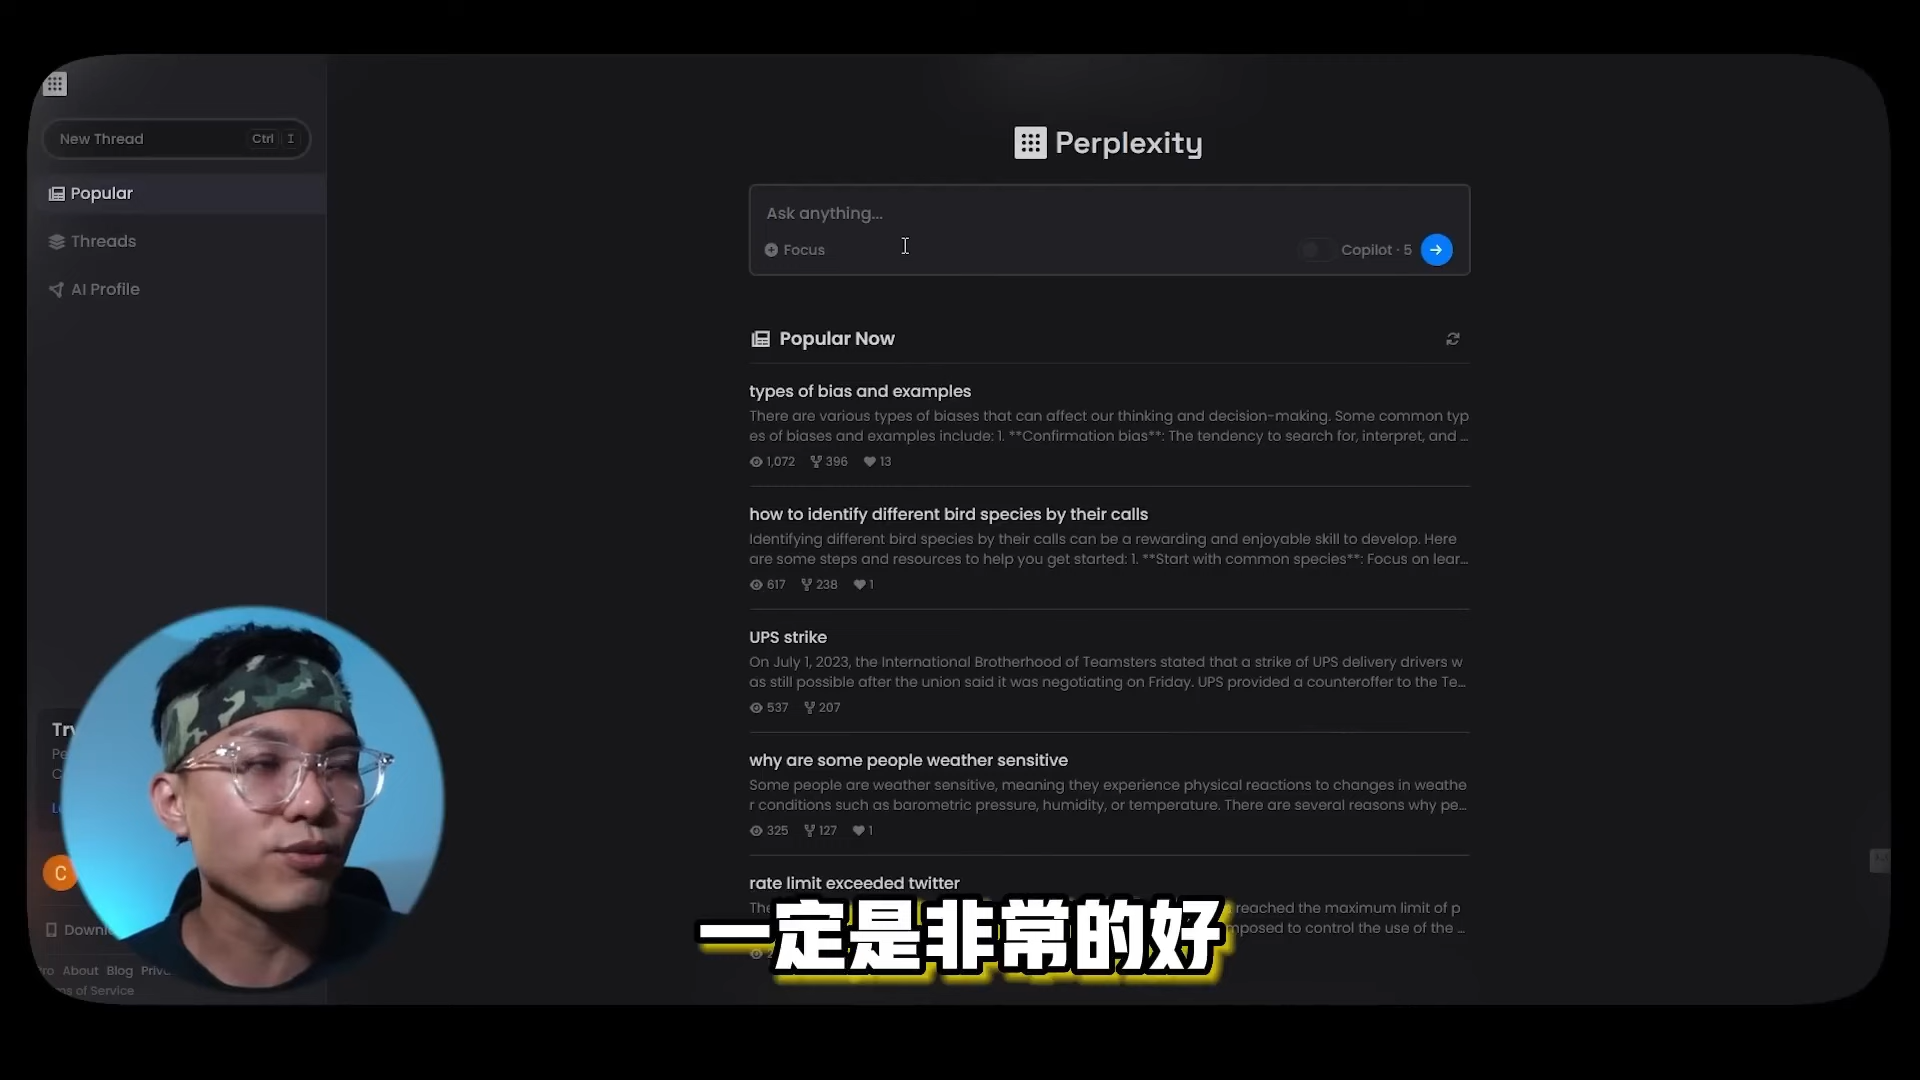 New Thread
Ctrl I
Popular
Threads
AI Profile
Perplexity
Ask anything...
Focus
Copilot · 5
Popular Now
types of bias and examples
There are various types of biases that can affect our thinking and decision-making. Some common typ
es of biases and examples include: 1. **Confirmation bias**: The tendency to search for, interpret, and ...
1,072 396 13
how to identify different bird species by their calls
Identifying different bird species by their calls can be a rewarding and enjoyable skill to develop. Here
are some steps and resources to help you get started: 1. **Start with common species**: Focus on lear...
617 238 1
UPS strike
On July 1, 2023, the International Brotherhood of Teamsters stated that a strike of UPS delivery drivers w
as still possible after the union said it was negotiating on Friday. UPS provided a counteroffer to the Te...
537 207
why are some people weather sensitive
Some people are weather sensitive, meaning they experience physical reactions to changes in weathe
r conditions such as barometric pressure, humidity, or temperature. There are several reasons why pe...
325 127 1
rate limit exceeded twitter
reached the maximum limit of p
to control the use of the ...
一定是非常的好
C
About Blog
Service